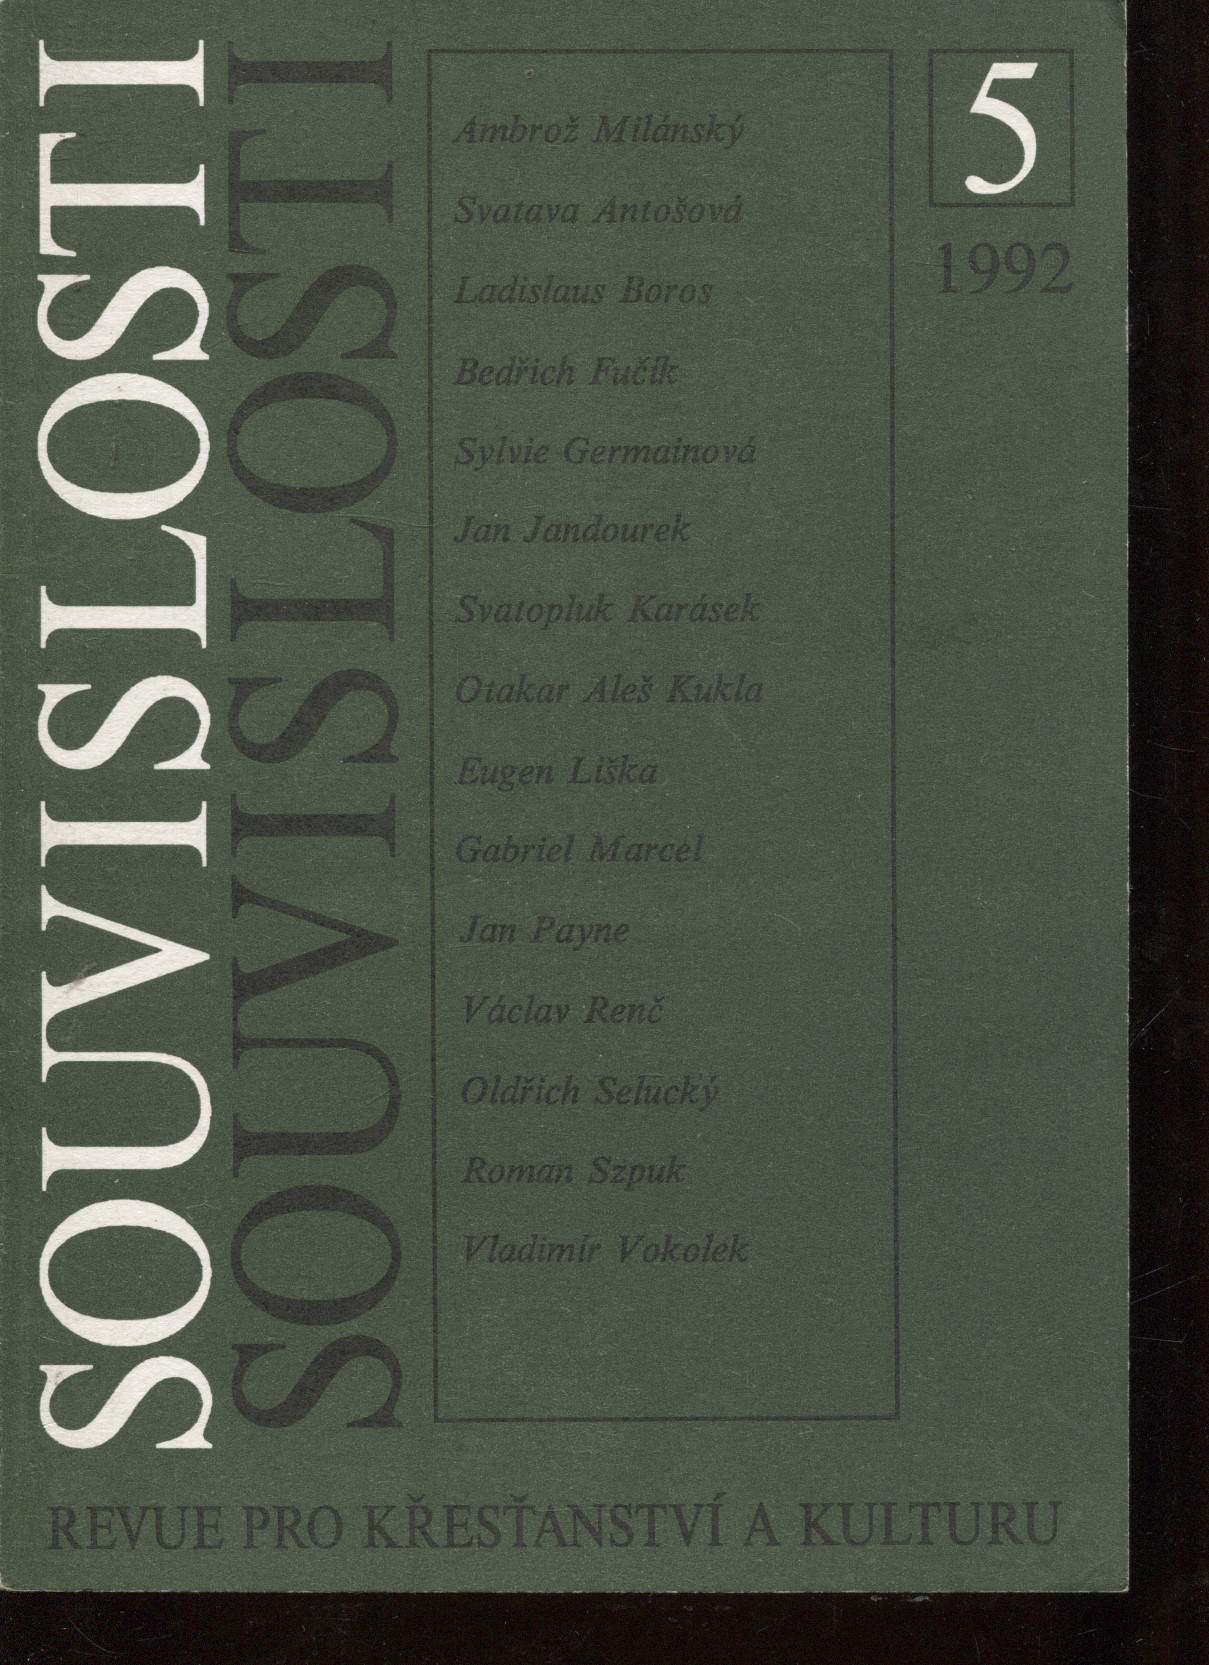 SOUVISLOSTI
SOUVISLOSTI
Ambrož Milánský
Svatava Antošová
Ladislaus Boros
Bedřich Fučík
Sylvie Germainová
Jan Jandourek
Svatopluk Karásek
Otakar Aleš Kukla
Eugen Liška
Gabriel Marcel
Jan Payne
Václav Renč
Oldřich Selucký
Roman Szpuk
Vladimír Vokolek
5
1992
REVUE PRO KŘESŤANSTVÍ A KULTURU